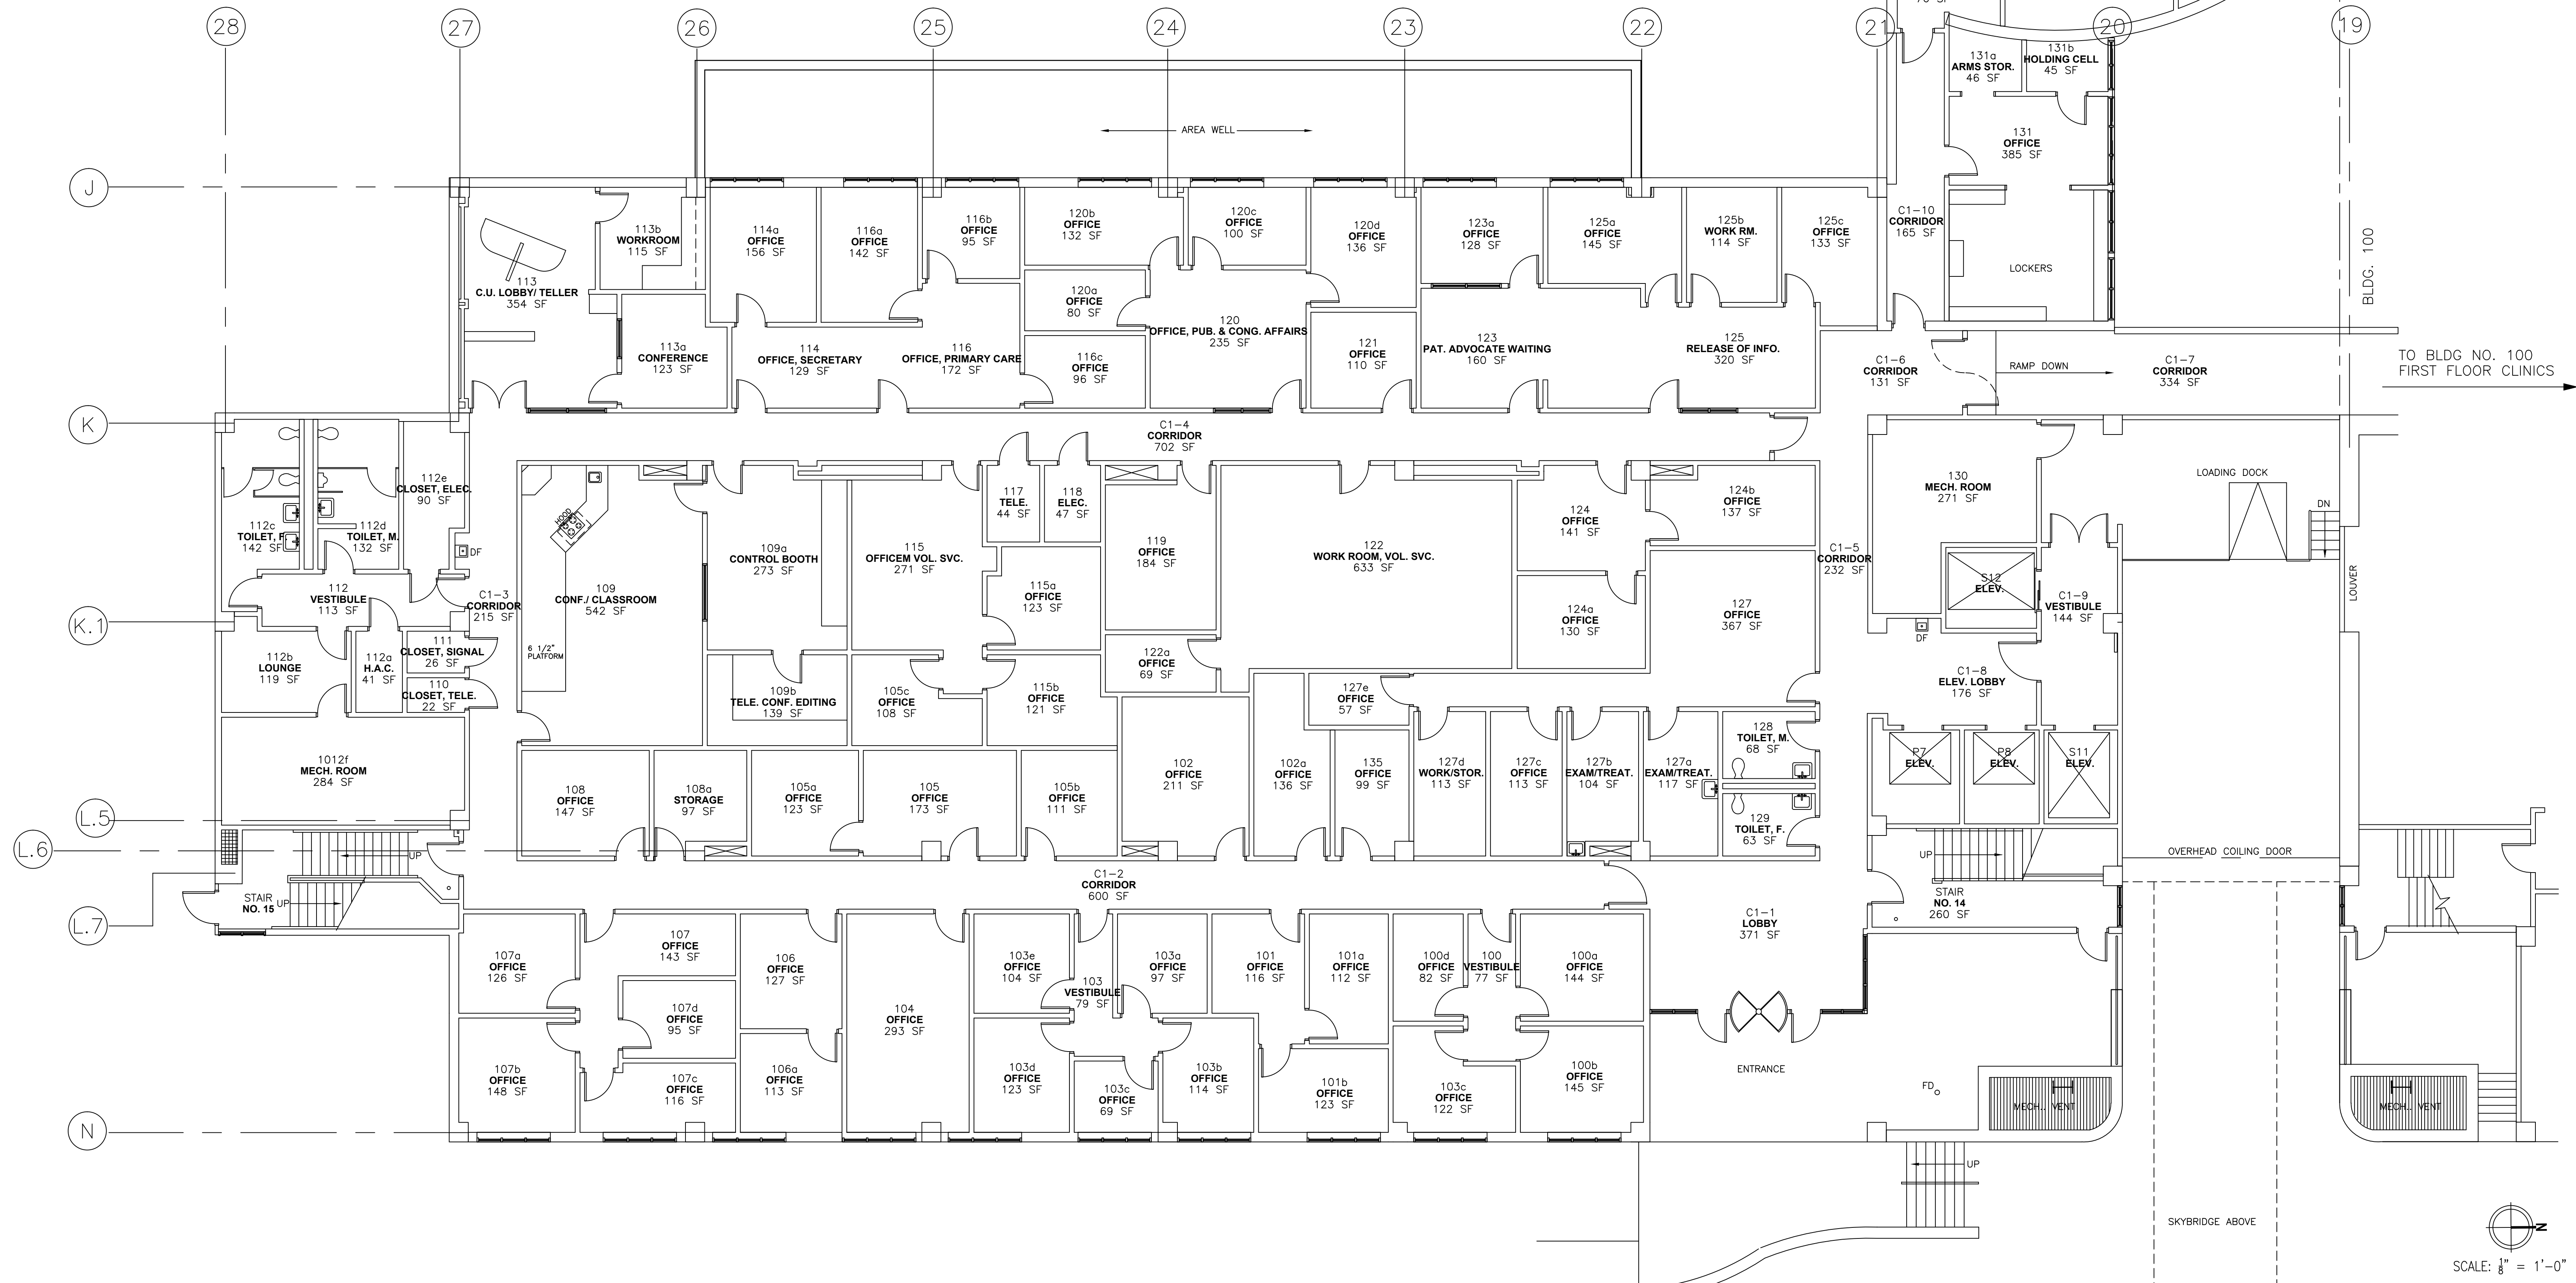 28
27
26
25
24
23
22
21
20
19
131a
ARMS STOR.
46 SF
131b
HOLDING CELL
45 SF
AREA WELL
131
OFFICE
385 SF
J
113
C.U. LOBBY/ TELLER
354 SF
113b
WORKROOM
115 SF
114a
OFFICE
156 SF
116a
OFFICE
142 SF
116b
OFFICE
95 SF
120b
OFFICE
132 SF
120c
OFFICE
100 SF
120d
OFFICE
136 SF
123a
OFFICE
128 SF
125a
OFFICE
145 SF
125b
WORK RM.
114 SF
125c
OFFICE
133 SF
C1-10
CORRIDOR
165 SF
LOCKERS
BLDG. 100
120a
OFFICE
80 SF
113a
CONFERENCE
123 SF
114
OFFICE, SECRETARY
129 SF
116
OFFICE, PRIMARY CARE
172 SF
116c
OFFICE
96 SF
120
OFFICE, PUB. & CONG. AFFAIRS
235 SF
121
OFFICE
110 SF
123
PAT. ADVOCATE WAITING
160 SF
125
RELEASE OF INFO.
320 SF
C1-6
CORRIDOR
131 SF
RAMP DOWN
C1-7
CORRIDOR
334 SF
TO BLDG NO. 100
FIRST FLOOR CLINICS
K
C1-4
CORRIDOR
702 SF
112e
CLOSET, ELEC.
90 SF
112c
TOILET, F.
142 SF
112d
TOILET, M.
132 SF
DF
HOOD
109a
CONTROL BOOTH
273 SF
115
OFFICEM VOL. SVC.
271 SF
117
TELE.
44 SF
118
ELEC.
47 SF
119
OFFICE
184 SF
122
WORK ROOM, VOL. SVC.
633 SF
124
OFFICE
141 SF
124b
OFFICE
137 SF
130
MECH. ROOM
271 SF
LOADING DOCK
DN
C1-5
CORRIDOR
232 SF
LOUVER
112
VESTIBULE
113 SF
C1-3
CORRIDOR
215 SF
109
CONF./ CLASSROOM
542 SF
115a
OFFICE
123 SF
124a
OFFICE
130 SF
127
OFFICE
367 SF
S12
ELEV.
C1-9
VESTIBULE
144 SF
K.1
DF
111
CLOSET, SIGNAL
26 SF
112b
LOUNGE
119 SF
112a
H.A.C.
41 SF
110
CLOSET, TELE.
22 SF
6 1/2"
PLATFORM
109b
TELE. CONF. EDITING
139 SF
105c
OFFICE
108 SF
115b
OFFICE
121 SF
122a
OFFICE
69 SF
127e
OFFICE
57 SF
C1-8
ELEV. LOBBY
176 SF
1012f
MECH. ROOM
284 SF
108
OFFICE
147 SF
108a
STORAGE
97 SF
105a
OFFICE
123 SF
105
OFFICE
173 SF
105b
OFFICE
111 SF
102
OFFICE
211 SF
102a
OFFICE
136 SF
135
OFFICE
99 SF
127d
WORK/STOR.
113 SF
127c
OFFICE
113 SF
127b
EXAM/TREAT.
104 SF
127a
EXAM/TREAT.
117 SF
128
TOILET, M.
68 SF
129
TOILET, F.
63 SF
P7
ELEV.
P8
ELEV.
S11
ELEV.
L.5
L.6
UP
UP
OVERHEAD COILING DOOR
STAIR
NO. 15
UP
C1-2
CORRIDOR
600 SF
STAIR
NO. 14
260 SF
L.7
C1-1
LOBBY
371 SF
107a
OFFICE
126 SF
107
OFFICE
143 SF
106
OFFICE
127 SF
103e
OFFICE
104 SF
103
VESTIBULE
79 SF
103a
OFFICE
97 SF
101
OFFICE
116 SF
101a
OFFICE
112 SF
100d
OFFICE
82 SF
100
VESTIBULE
77 SF
100a
OFFICE
144 SF
107d
OFFICE
95 SF
104
OFFICE
293 SF
107b
OFFICE
148 SF
107c
OFFICE
116 SF
106a
OFFICE
113 SF
103d
OFFICE
123 SF
103c
OFFICE
69 SF
103b
OFFICE
114 SF
101b
OFFICE
123 SF
103c
OFFICE
122 SF
100b
OFFICE
145 SF
ENTRANCE
FD
MECH.. VENT
MECH.. VENT
N
UP
SKYBRIDGE ABOVE
N
SCALE: 1/8" = 1'-0"